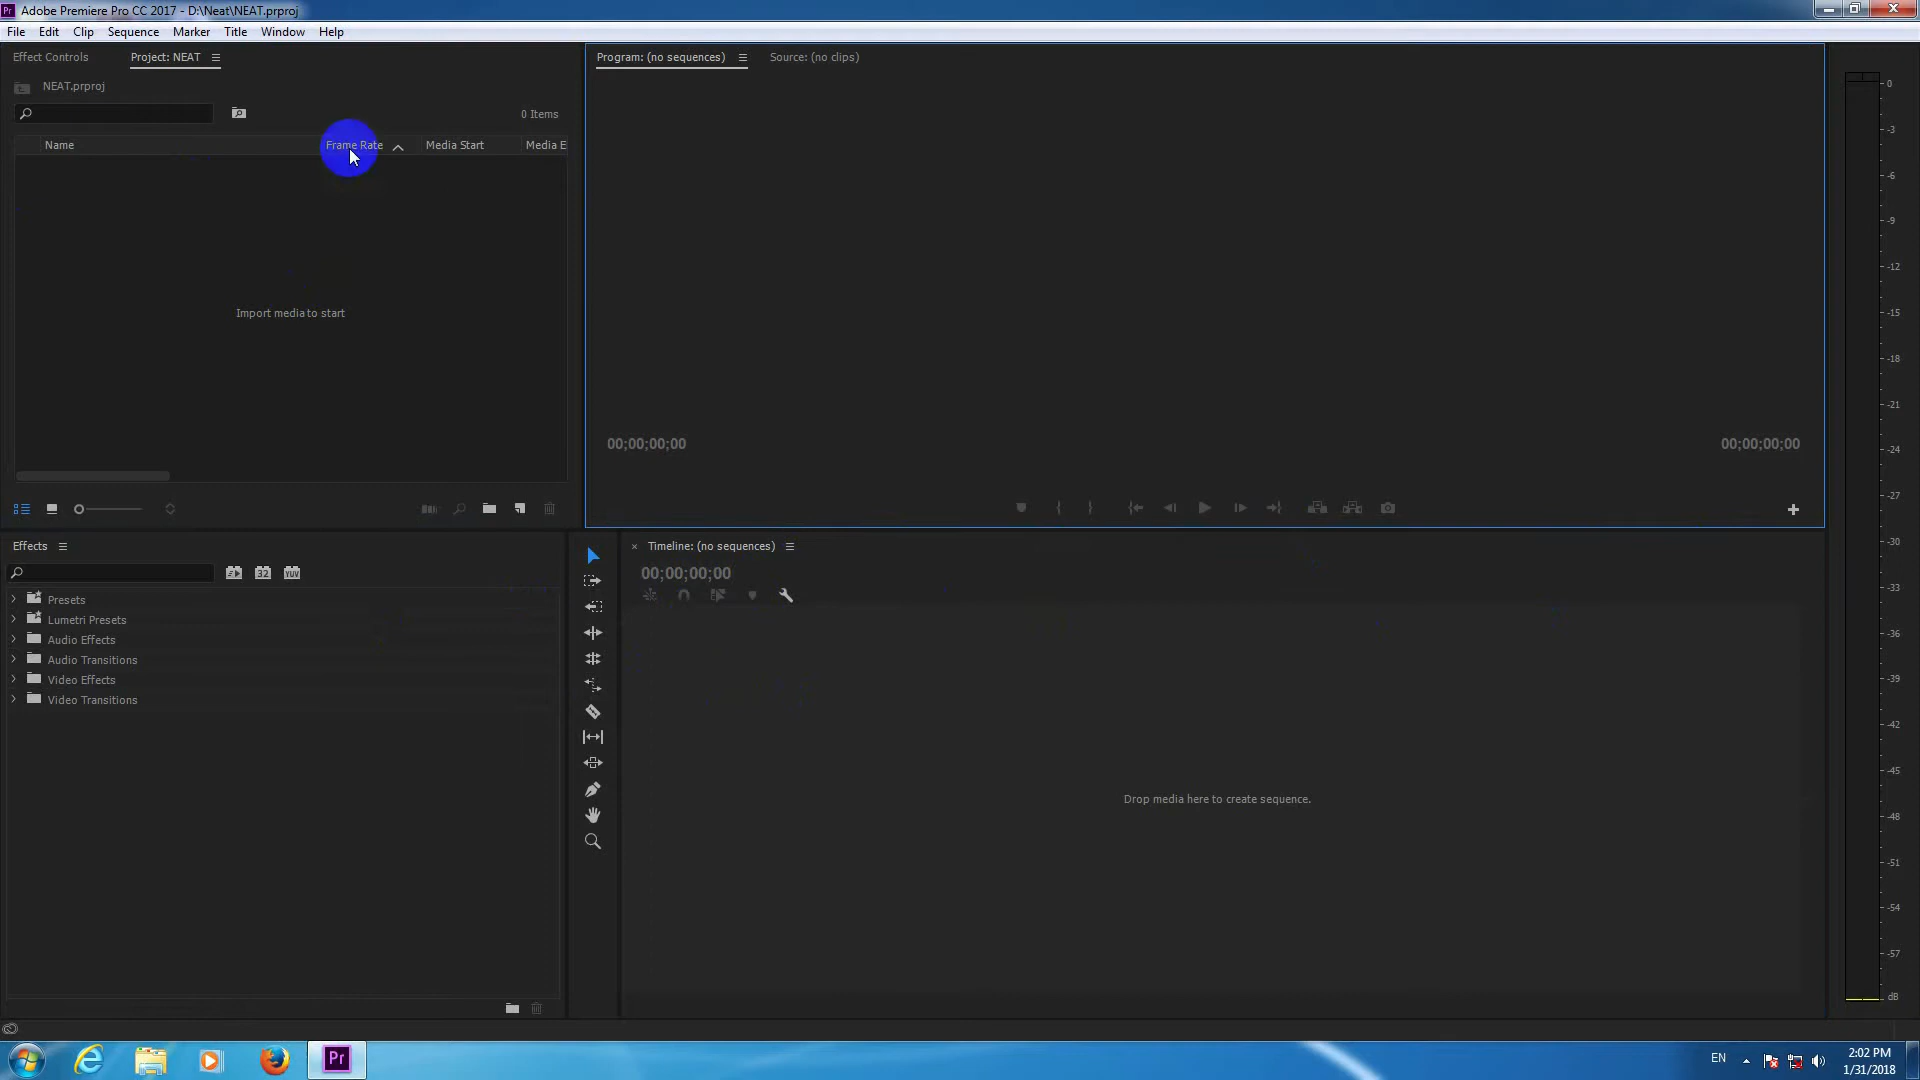 Pr Adobe Premiere Pro CC 2017 - D:\Neat\NEAT.prproj
File Edit Clip Sequence Marker Title Window Help
Effect Controls Project: NEAT
Program: (no sequences) Source: (no clips)
NEAT.prproj
0 Items
Name Frame Rate Media Start Media E
Import media to start
00;00;00;00 00;00;00;00
Effects
32 YUV
Presets
Lumetri Presets
Audio Effects
Audio Transitions
Video Effects
Video Transitions
× Timeline: (no sequences)
00;00;00;00
Drop media here to create sequence.
0
-3
-6
-9
-12
-15
-18
-21
-24
-27
-30
-33
-36
-39
-42
-45
-48
-51
-54
-57
dB
Pr
EN
2:02 PM
1/31/2018